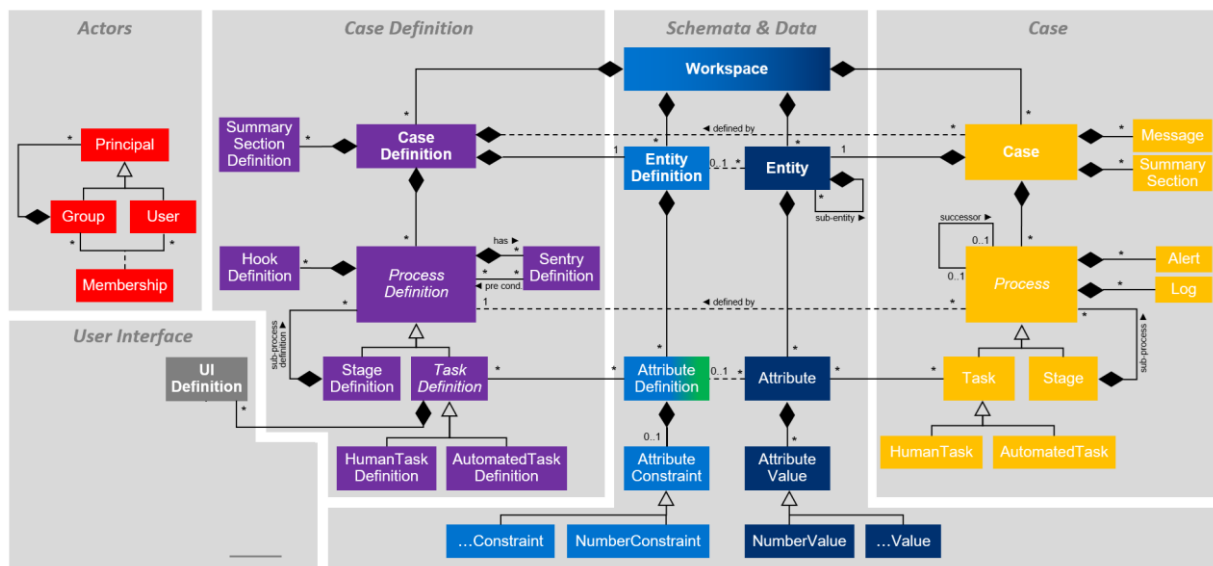 Actors
Case Definition
Schemata & Data
Case
Workspace
*
*
*
*
◄ defined by
*
*
Principal
Summary
Section
Definition
*
Case
Definition
1
Entity
Definition
0..1
*
Entity
1
Case
*
Message
*
Summary
Section
*
sub-entity ►
Group
User
*
*
Membership
*
successor ►
0..1
0..1
*
Hook
Definition
*
Process
Definition
has ►
*
*
*
◄ pre cond.
Sentry
Definition
Process
*
Alert
*
Log
*
1
◄ defined by
*
*
sub-process
definition ►
sub-process ►
User Interface
UI
Definition
*
Stage
Definition
Task
Definition
*
*
*
Attribute
Definition
0..1
*
*
Attribute
*
*
Task
Stage
HumanTask
Definition
AutomatedTask
Definition
0..1
Attribute
Constraint
*
Attribute
Value
HumanTask
AutomatedTask
...Constraint
NumberConstraint
NumberValue
...Value